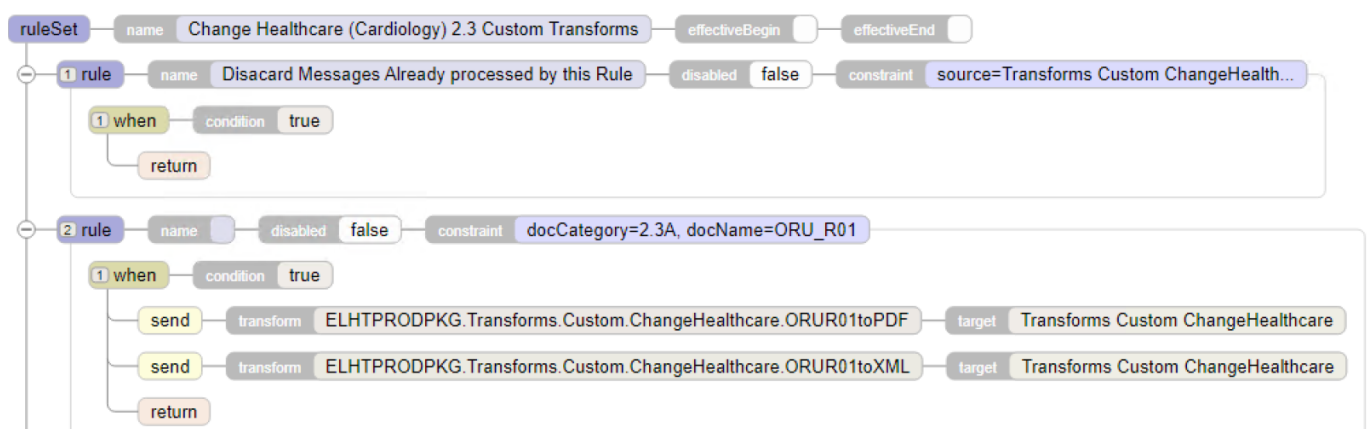 ruleSet name Change Healthcare (Cardiology) 2.3 Custom Transforms effectiveBegin effectiveEnd
1 rule name Disacard Messages Already processed by this Rule disabled false constraint source=Transforms Custom ChangeHealth...
1 when condition true
return
2 rule name disabled false constraint docCategory=2.3A, docName=ORU_R01
1 when condition true
send transform ELHTPRODPKG.Transforms.Custom.ChangeHealthcare.ORUR01toPDF target Transforms Custom ChangeHealthcare
send transform ELHTPRODPKG.Transforms.Custom.ChangeHealthcare.ORUR01toXML target Transforms Custom ChangeHealthcare
return